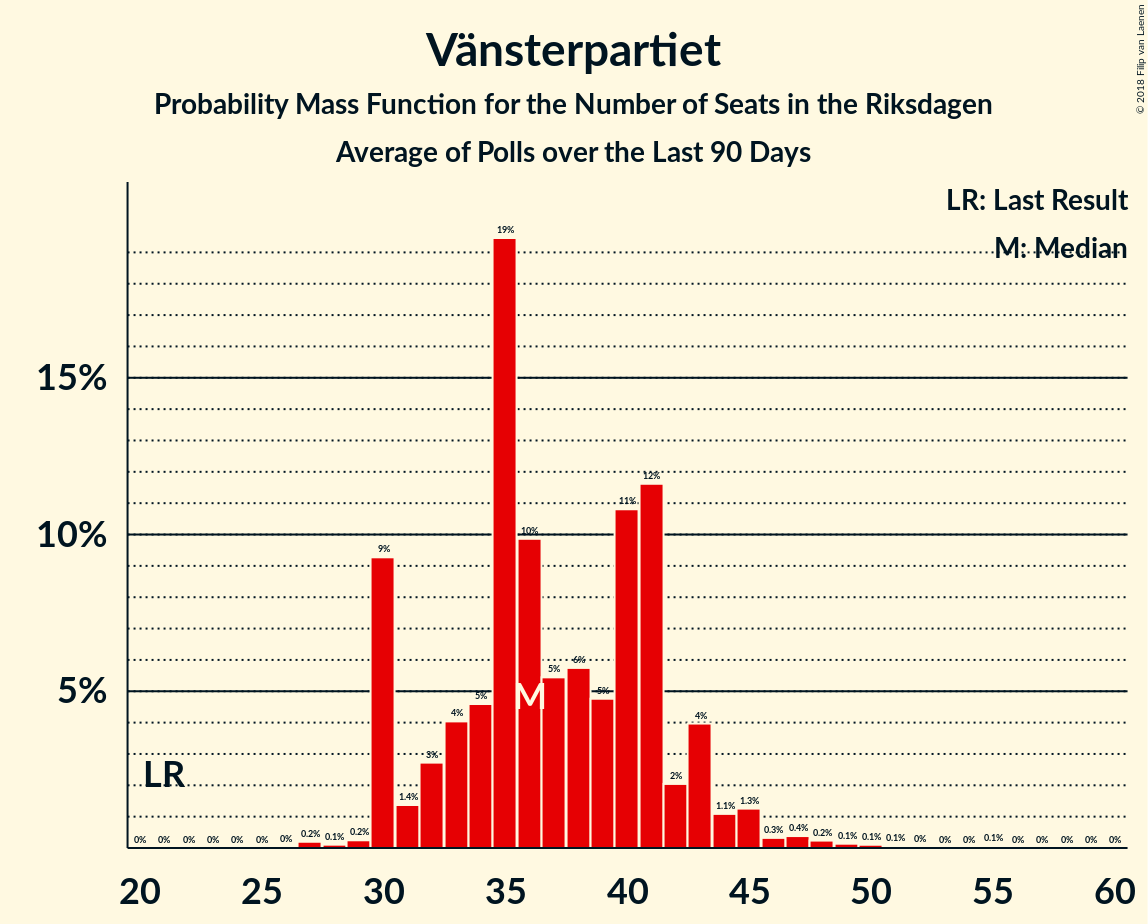 Vänsterpartiet
Probability Mass Function for the Number of Seats in the Riksdagen
Average of Polls over the Last 90 Days
© 2018 Filip van Laenen
LR: Last Result
M: Median
15%
10%
5%
LR
M
0% 0% 0% 0% 0% 0% 0% 0.2% 0.1% 0.2% 9% 1.4% 3% 4% 5% 19% 10% 5% 6% 5% 11% 12% 2% 4% 1.1% 1.3% 0.3% 0.4% 0.2% 0.1% 0.1% 0.1% 0% 0% 0% 0.1% 0% 0% 0% 0% 0%
20 25 30 35 40 45 50 55 60